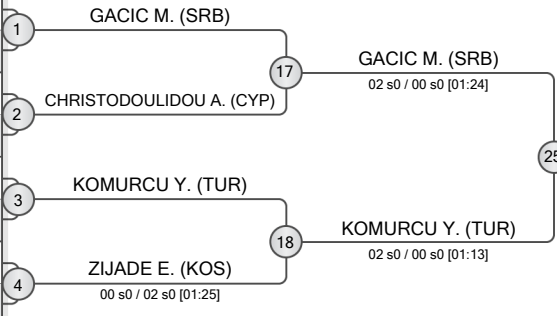 GACIC M. (SRB)
1
17
GACIC M. (SRB)
02 s0 / 00 s0 [01:24]
CHRISTODOULIDOU A. (CYP)
2
25
KOMURCU Y. (TUR)
3
18
KOMURCU Y. (TUR)
02 s0 / 00 s0 [01:13]
ZIJADE E. (KOS)
4
00 s0 / 02 s0 [01:25]